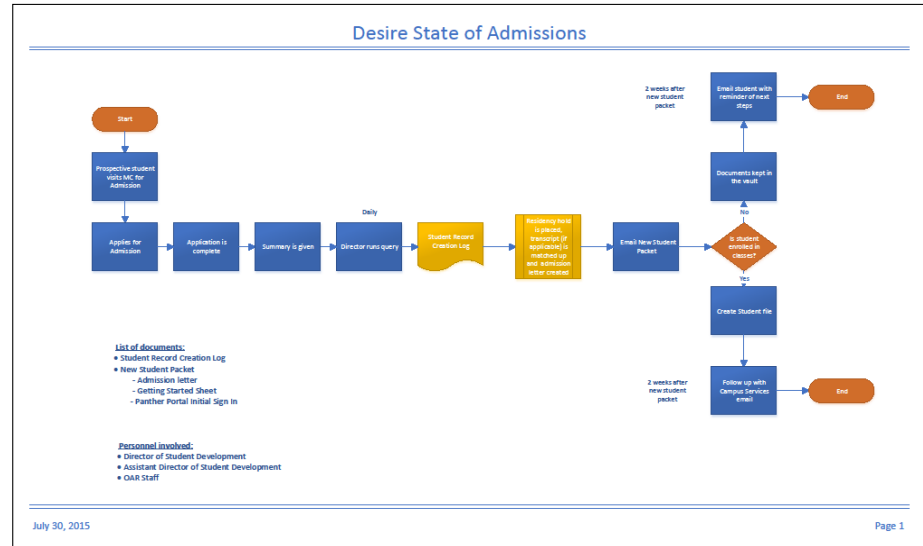 Desire State of Admissions
Start
Prospective student
visits MC for
Admission
Applies for
Admission
Application is
complete
Summary is given
Daily
Director runs query
Student Record
Creation Log
Residency hold
is placed,
transcript (if
applicable) is
matched up
and admission
letter created
Email New Student
Packet
Is student
enrolled in
classes?
No
Documents kept in
the vault
2 weeks after
new student
packet
Email student with
reminder of next
steps
End
Yes
Create Student file
2 weeks after
new student
packet
Follow up with
Campus Services
email
End
List of documents:
• Student Record Creation Log
• New Student Packet
- Admission letter
- Getting Started Sheet
- Panther Portal Initial Sign In
Personnel involved:
• Director of Student Development
• Assistant Director of Student Development
• OAR Staff
July 30, 2015
Page 1